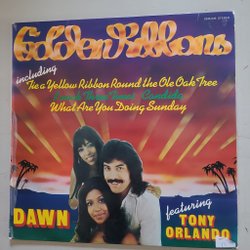 Golden Ribbons
including
Tie a Yellow Ribbon Round the Ole Oak Tree
Candida
What Are You Doing Sunday
DAWN
featuring
TONY
ORLANDO